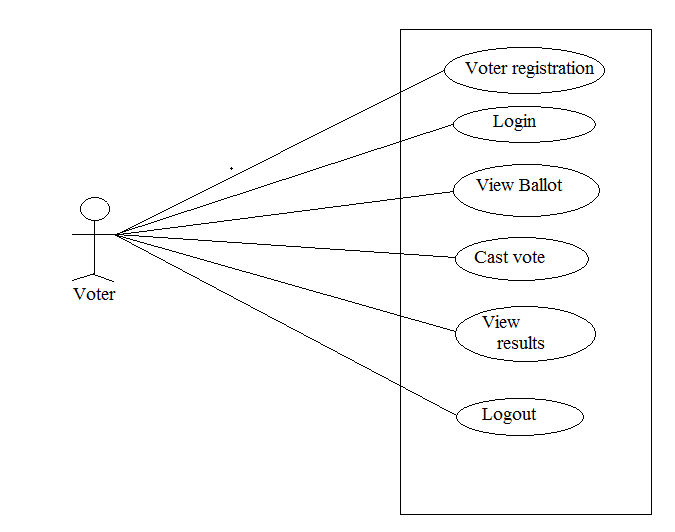 Voter registration
Login
View Ballot
Cast vote
View
results
Logout
Voter